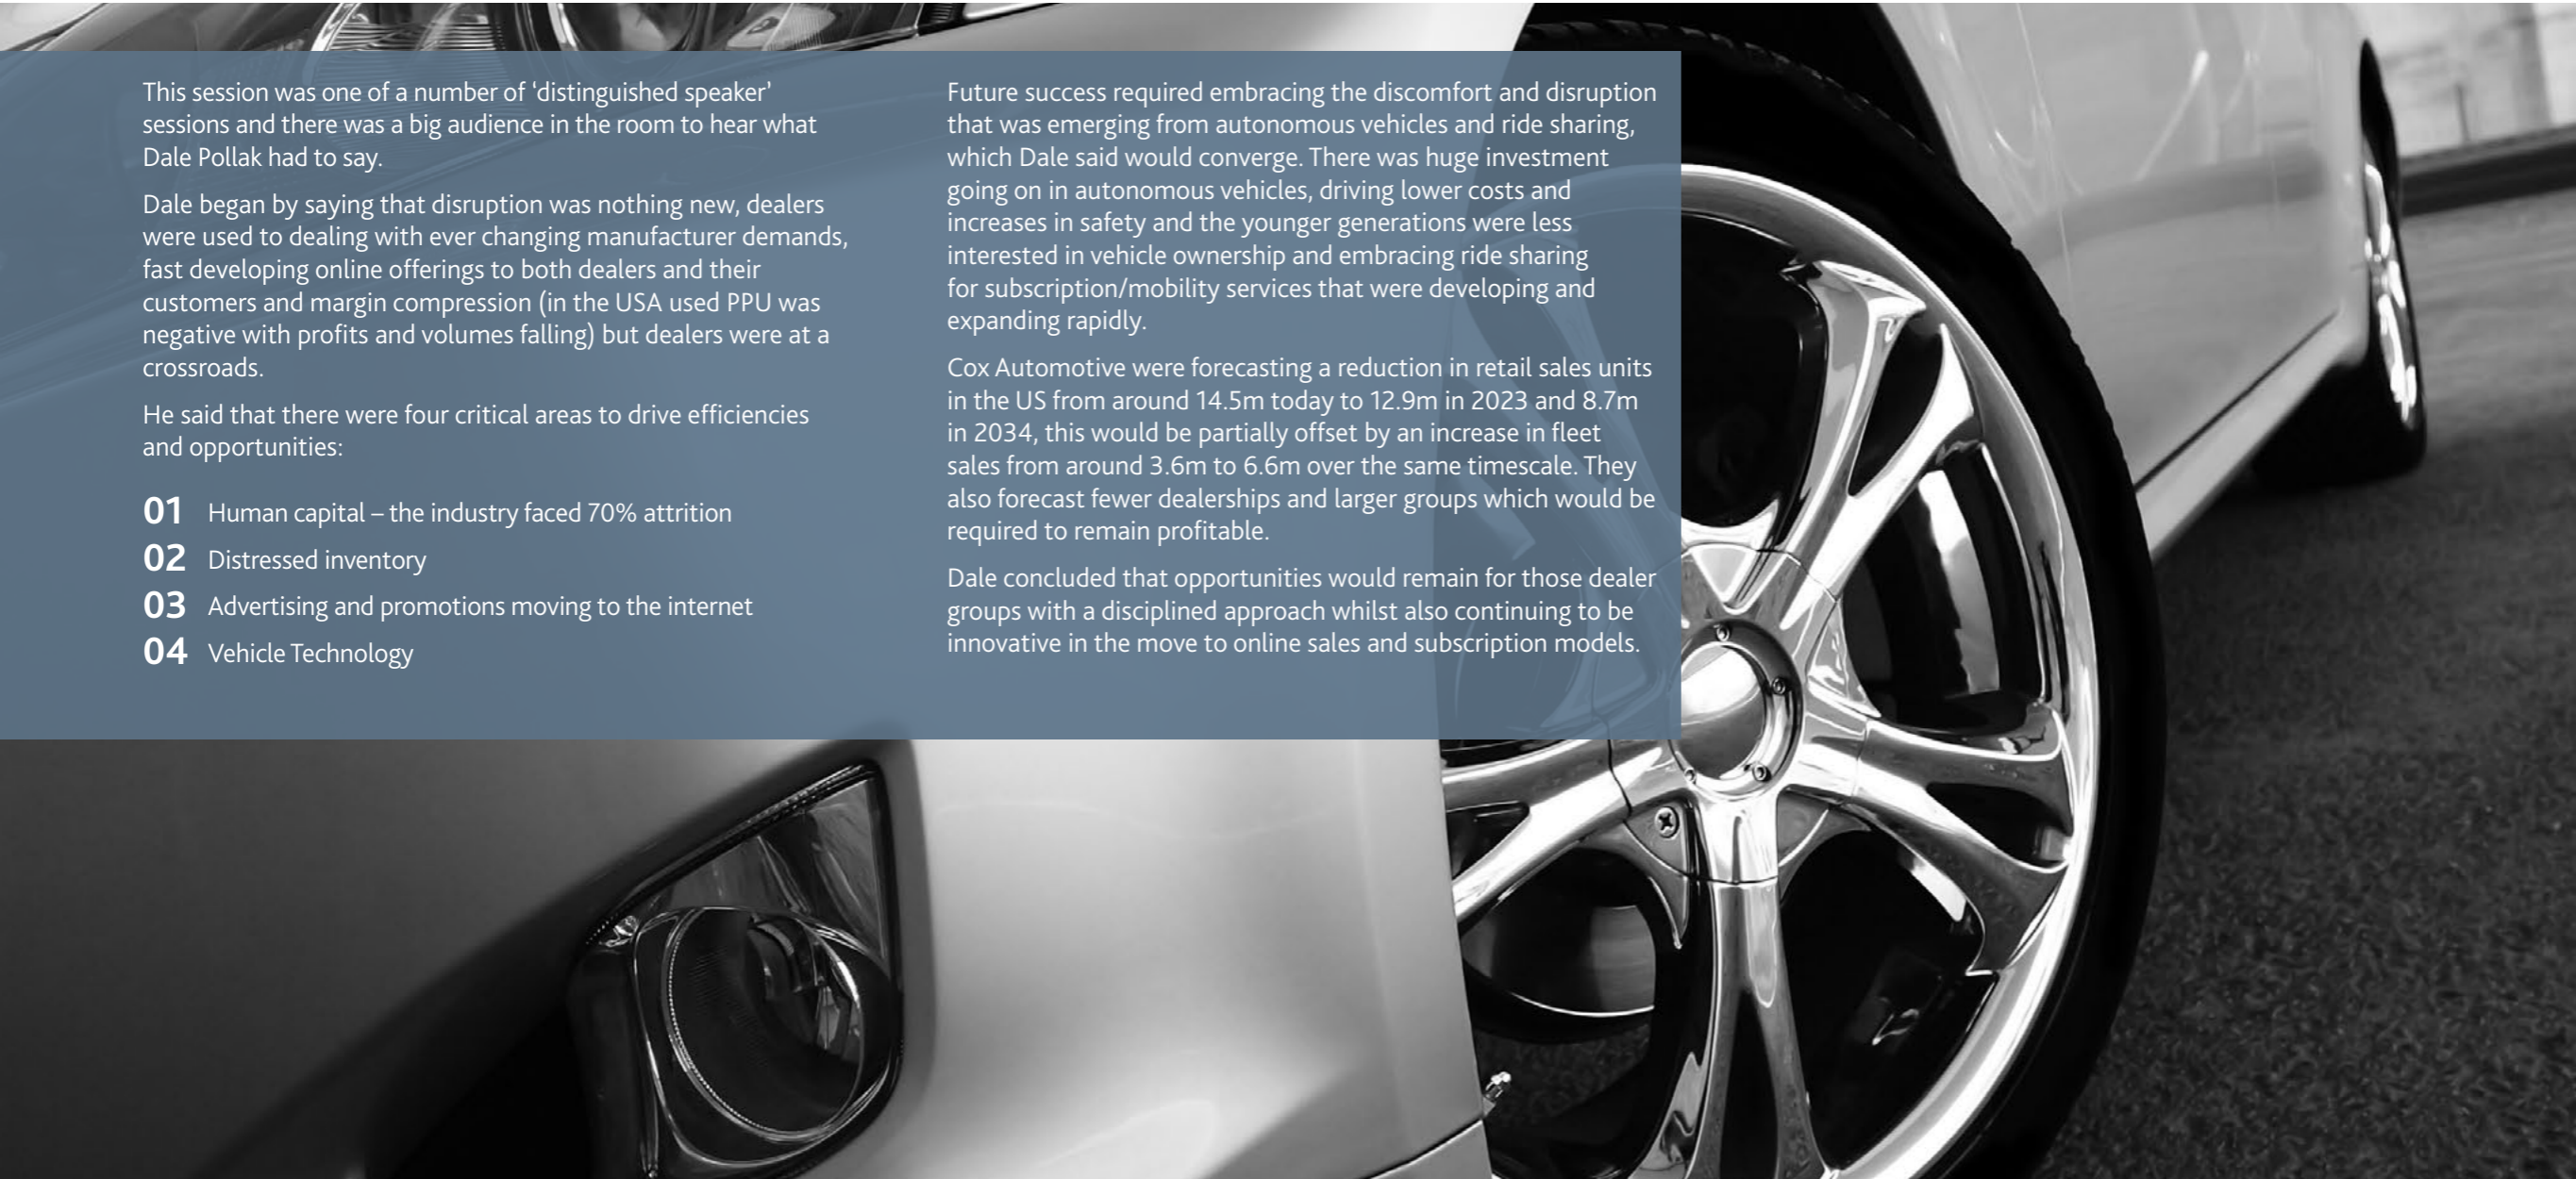 This session was one of a number of ‘distinguished speaker’
sessions and there was a big audience in the room to hear what
Dale Pollak had to say.
Dale began by saying that disruption was nothing new, dealers
were used to dealing with ever changing manufacturer demands,
fast developing online offerings to both dealers and their
customers and margin compression (in the USA used PPU was
negative with profits and volumes falling) but dealers were at a
crossroads.
He said that there were four critical areas to drive efficiencies
and opportunities:
01 Human capital – the industry faced 70% attrition
02 Distressed inventory
03 Advertising and promotions moving to the internet
04 Vehicle Technology
Future success required embracing the discomfort and disruption
that was emerging from autonomous vehicles and ride sharing,
which Dale said would converge. There was huge investment
going on in autonomous vehicles, driving lower costs and
increases in safety and the younger generations were less
interested in vehicle ownership and embracing ride sharing
for subscription/mobility services that were developing and
expanding rapidly.
Cox Automotive were forecasting a reduction in retail sales units
in the US from around 14.5m today to 12.9m in 2023 and 8.7m
in 2034, this would be partially offset by an increase in fleet
sales from around 3.6m to 6.6m over the same timescale. They
also forecast fewer dealerships and larger groups which would be
required to remain profitable.
Dale concluded that opportunities would remain for those dealer
groups with a disciplined approach whilst also continuing to be
innovative in the move to online sales and subscription models.